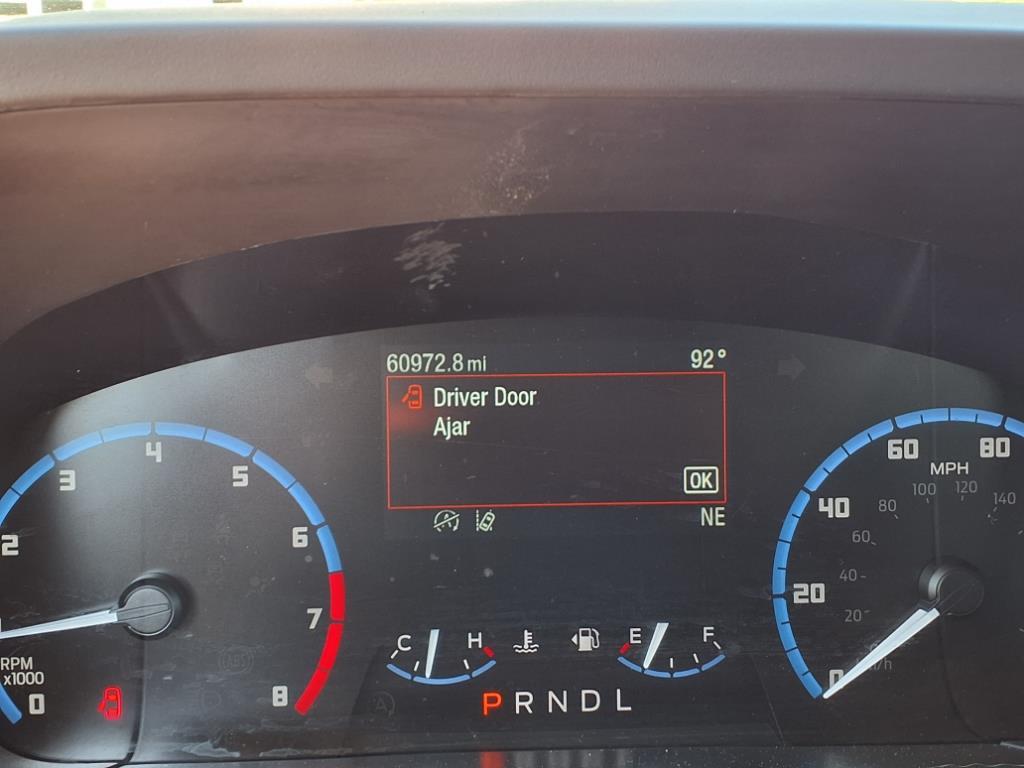 60972.8 mi 92°
Driver Door
Ajar
OK
NE
2 3 4 5 6 7 8
RPM
x1000
0
C H
E F
P R N D L
0 20 40 60 80
MPH
20 40 60 80 100 120 140